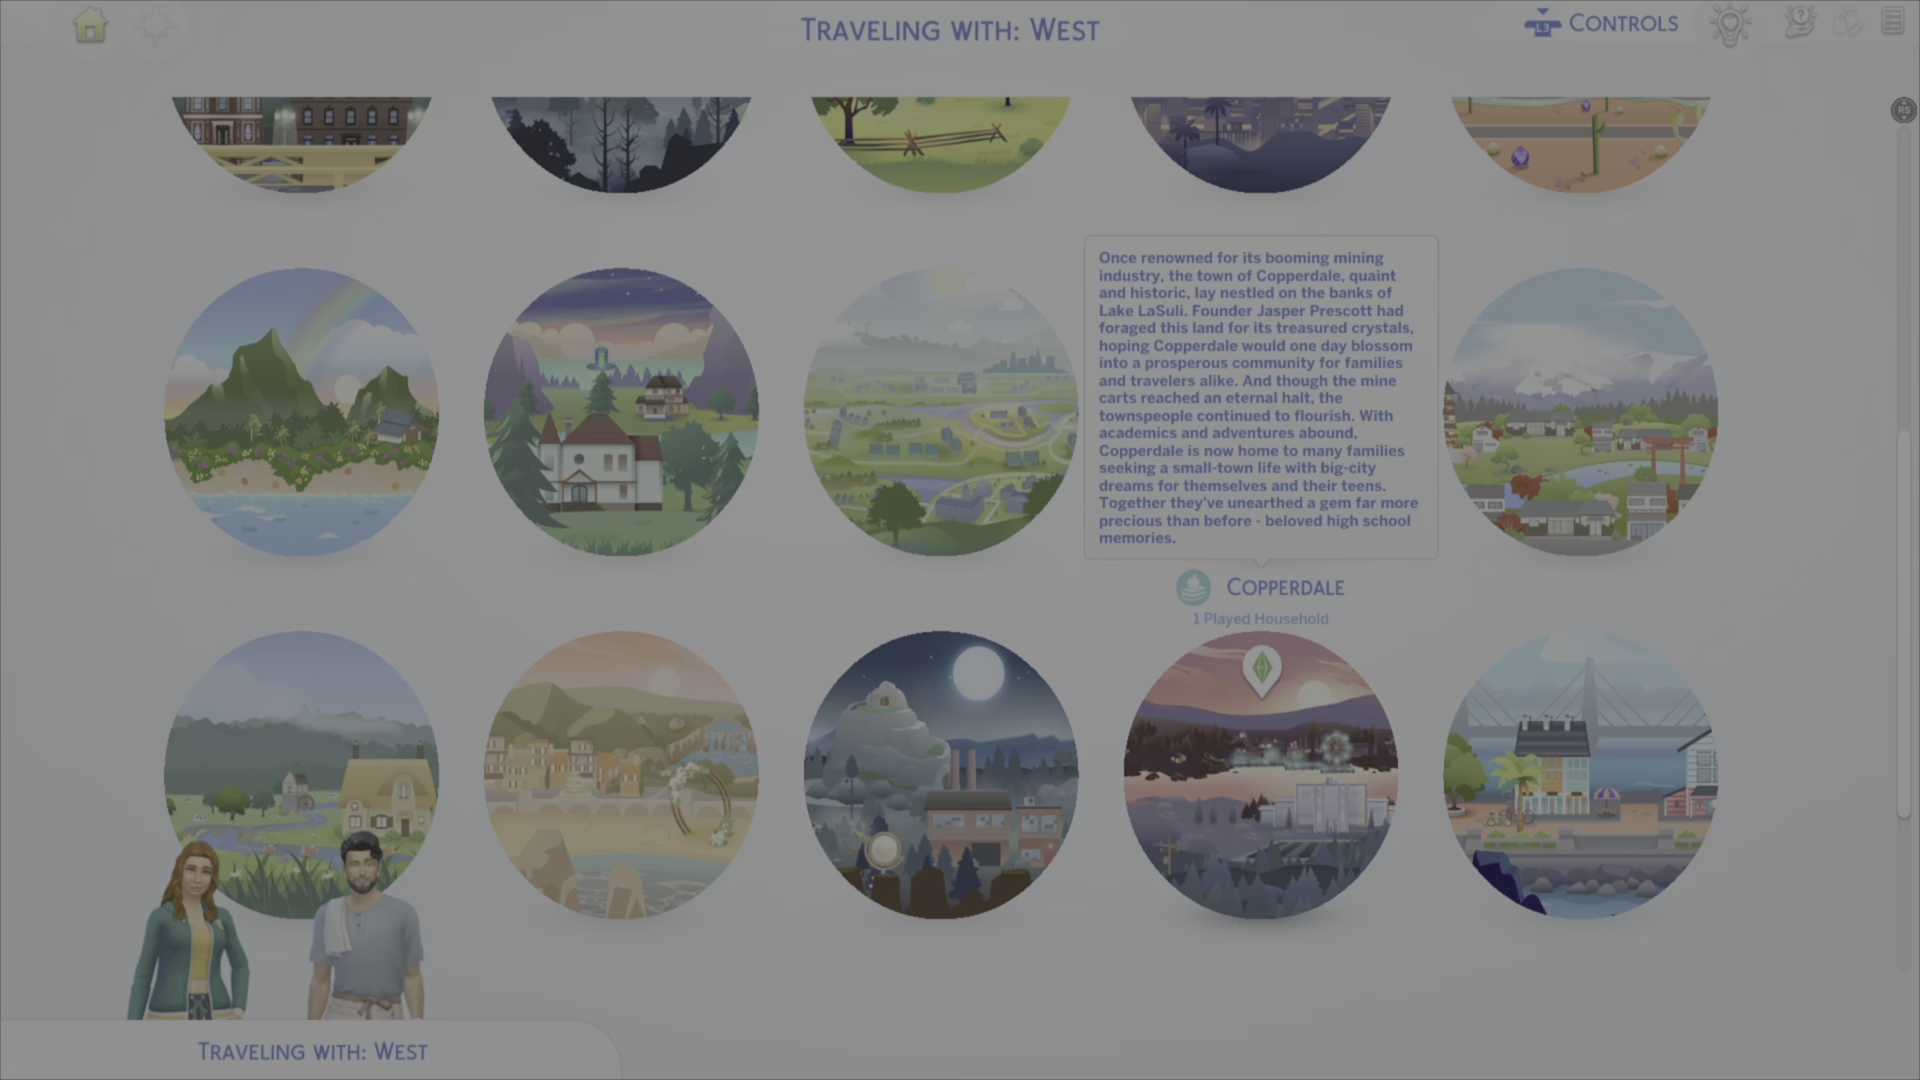 TRAVELING WITH: WEST
L3
CONTROLS
?
RS
Once renowned for its booming mining
industry, the town of Copperdale, quaint
and historic, lay nestled on the banks of
Lake LaSuli. Founder Jasper Prescott had
foraged this land for its treasured crystals,
hoping Copperdale would one day blossom
into a prosperous community for families
and travelers alike. And though the mine
carts reached an eternal halt, the
townspeople continued to flourish. With
academics and adventures abound,
Copperdale is now home to many families
seeking a small-town life with big-city
dreams for themselves and their teens.
Together they've unearthed a gem far more
precious than before - beloved high school
memories.
COPPERDALE
1 Played Household
TRAVELING WITH: WEST